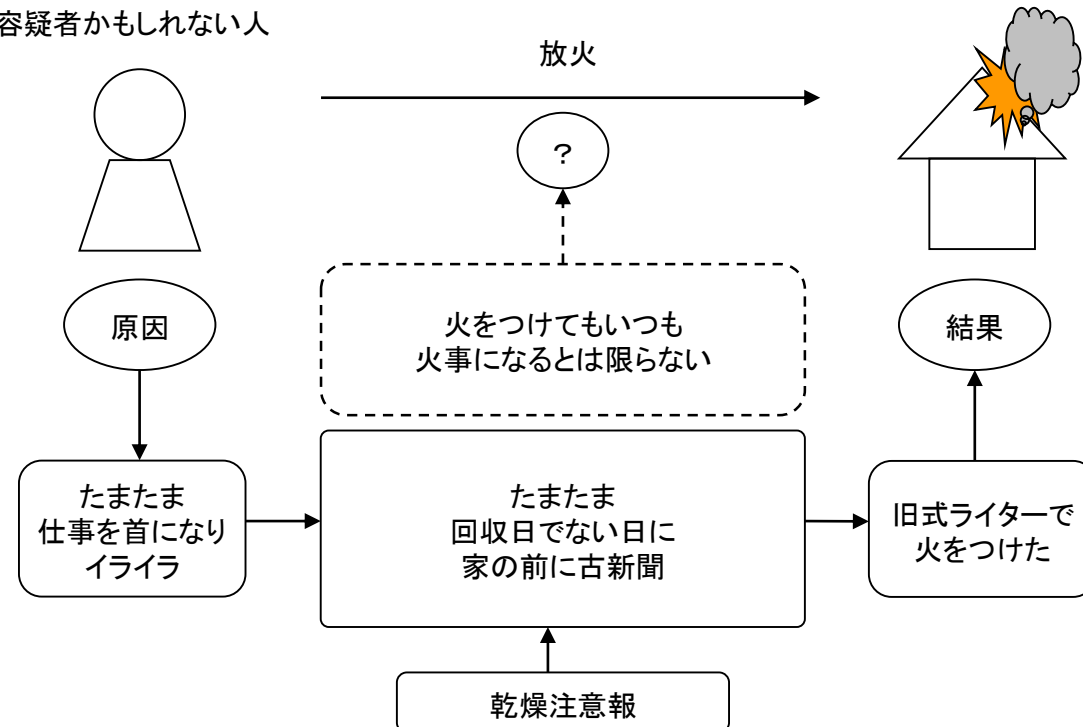 容疑者かもしれない人
放火
？
原因
火をつけてもいつも
火事になるとは限らない
結果
たまたま
仕事を首になり
イライラ
たまたま
回収日でない日に
家の前に古新聞
旧式ライターで
火をつけた
乾燥注意報